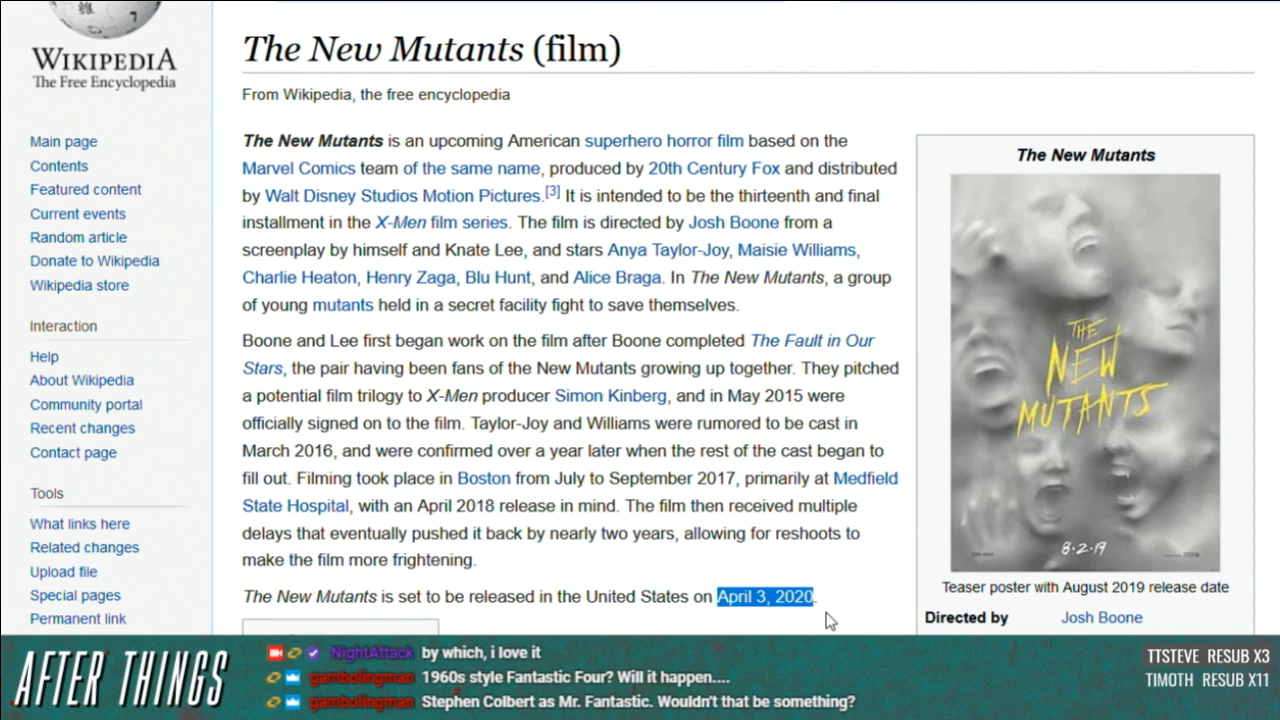 WIKIPEDIA
The Free Encyclopedia
Main page
Contents
Featured content
Current events
Random article
Donate to Wikipedia
Wikipedia store
Interaction
Help
About Wikipedia
Community portal
Recent changes
Contact page
Tools
What links here
Related changes
Upload file
Special pages
Permanent link
The New Mutants (film)
From Wikipedia, the free encyclopedia
The New Mutants is an upcoming American superhero horror film based on the
Marvel Comics team of the same name, produced by 20th Century Fox and distributed
by Walt Disney Studios Motion Pictures.[3] It is intended to be the thirteenth and final
installment in the X-Men film series. The film is directed by Josh Boone from a
screenplay by himself and Knate Lee, and stars Anya Taylor-Joy, Maisie Williams,
Charlie Heaton, Henry Zaga, Blu Hunt, and Alice Braga. In The New Mutants, a group
of young mutants held in a secret facility fight to save themselves.
Boone and Lee first began work on the film after Boone completed The Fault in Our
Stars, the pair having been fans of the New Mutants growing up together. They pitched
a potential film trilogy to X-Men producer Simon Kinberg, and in May 2015 were
officially signed on to the film. Taylor-Joy and Williams were rumored to be cast in
March 2016, and were confirmed over a year later when the rest of the cast began to
fill out. Filming took place in Boston from July to September 2017, primarily at Medfield
State Hospital, with an April 2018 release in mind. The film then received multiple
delays that eventually pushed it back by nearly two years, allowing for reshoots to
make the film more frightening.
The New Mutants is set to be released in the United States on April 3, 2020.
The New Mutants
THE
NEW
MUTANTS
8·2·19
Teaser poster with August 2019 release date
Directed by Josh Boone
AFTER THINGS
NightAttack by which, i love it
gambolingman 1960s style Fantastic Four? Will it happen....
gambolingman Stephen Colbert as Mr. Fantastic. Wouldn't that be something?
TTSTEVE RESUB X3
TIMOTH RESUB X11